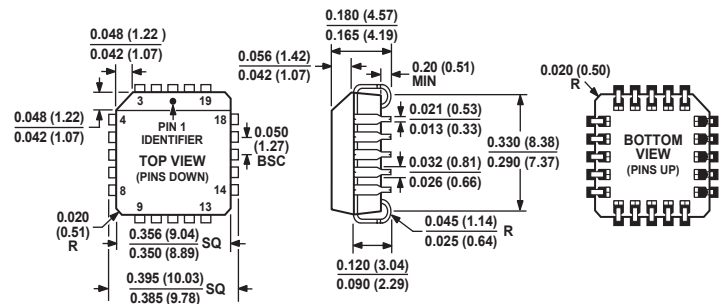 0.048 (1.22 )
0.042 (1.07)
0.048 (1.22)
0.042 (1.07)
3
19
4
18
PIN 1
IDENTIFIER
TOP VIEW
(PINS DOWN)
8
14
9
13
0.050
(1.27)
BSC
0.020
(0.51)
R
0.356 (9.04)
0.350 (8.89)
SQ
0.395 (10.03)
0.385 (9.78)
SQ
0.180 (4.57)
0.165 (4.19)
0.056 (1.42)
0.042 (1.07)
0.20 (0.51)
MIN
0.021 (0.53)
0.013 (0.33)
0.032 (0.81)
0.026 (0.66)
0.330 (8.38)
0.290 (7.37)
0.045 (1.14)
0.025 (0.64)
R
0.120 (3.04)
0.090 (2.29)
0.020 (0.50)
R
BOTTOM
VIEW
(PINS UP)